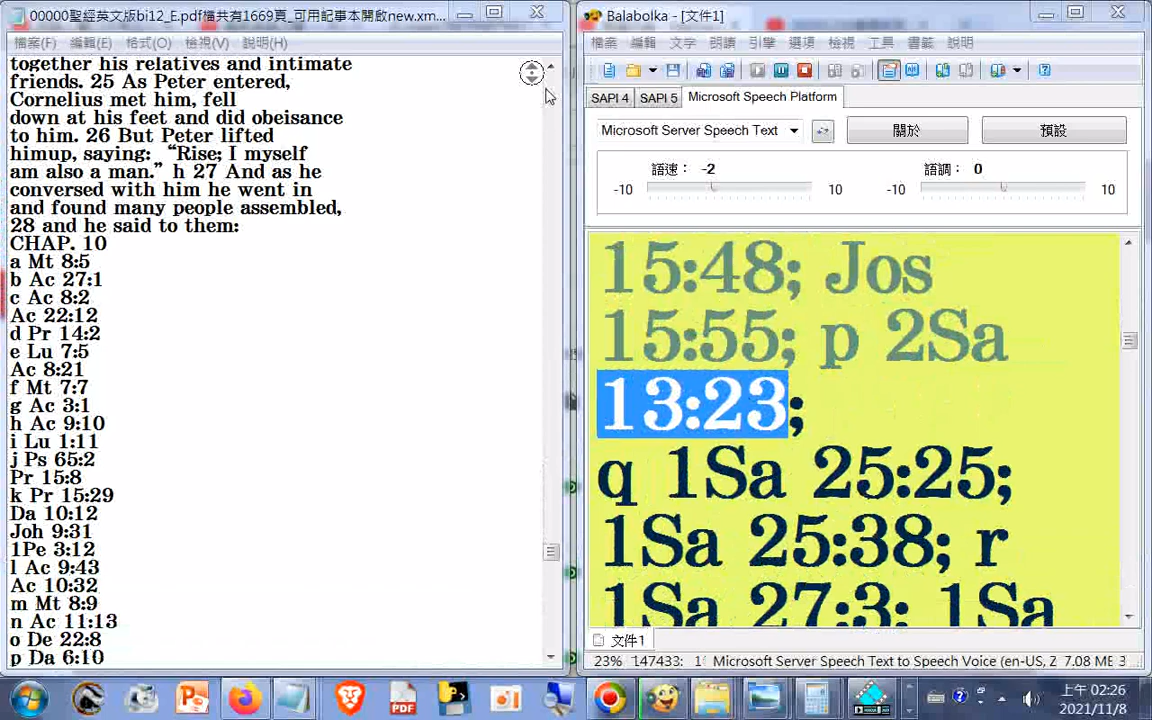 00000聖經英文版bi12_E.pdf檔共有1669頁_可用記事本開啟new.xm...
檔案(F) 編輯(E) 格式(O) 檢視(V) 說明(H)
together his relatives and intimate
friends. 25 As Peter entered,
Cornelius met him, fell
down at his feet and did obeisance
to him. 26 But Peter lifted
himup, saying: “Rise; I myself
am also a man.” h 27 And as he
conversed with him he went in
and found many people assembled,
28 and he said to them:
CHAP. 10
a Mt 8:5
b Ac 27:1
c Ac 8:2
Ac 22:12
d Pr 14:2
e Lu 7:5
Ac 8:21
f Mt 7:7
g Ac 3:1
h Ac 9:10
i Lu 1:11
j Ps 65:2
Pr 15:8
k Pr 15:29
Da 10:12
Joh 9:31
1Pe 3:12
l Ac 9:43
Ac 10:32
m Mt 8:9
n Ac 11:13
o De 22:8
p Da 6:10
Balabolka - [文件1]
檔案 編輯 文字 朗讀 引擎 選項 檢視 工具 書籤 說明
SAPI 4 SAPI 5 Microsoft Speech Platform
Microsoft Server Speech Text 關於 預設
語速： -2 語調： 0
-10 10 -10 10
15:48; Jos
15:55; p 2Sa
13:23;
q 1Sa 25:25;
1Sa 25:38; r
1Sa 27:3; 1Sa
文件1
23% 147433: Microsoft Server Speech Text to Speech Voice (en-US, Z 7.08 MB 3
上午 02:26
2021/11/8